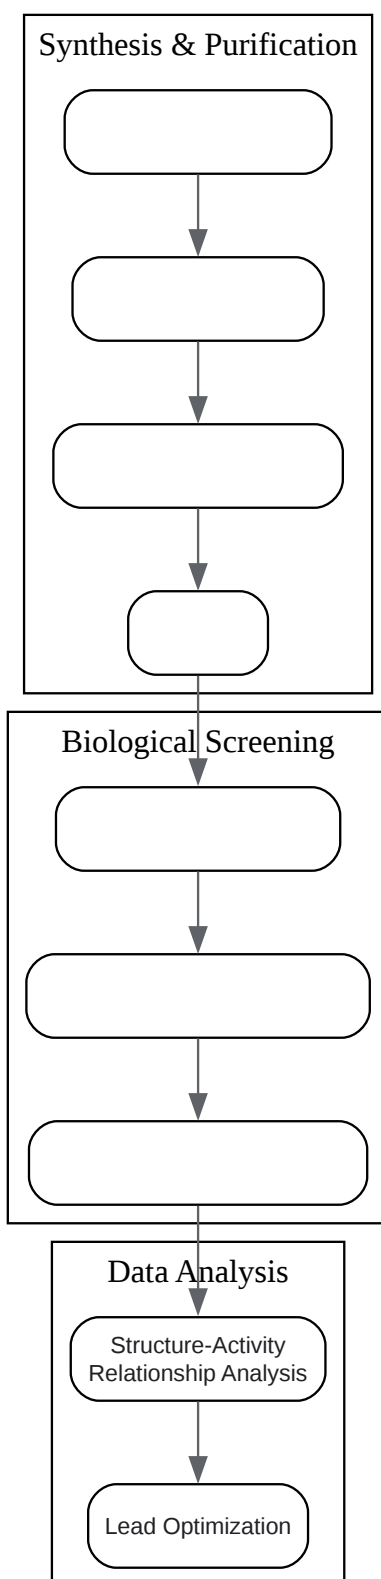 Synthesis & Purification
Biological Screening
Data Analysis
Structure-Activity
Relationship Analysis
Lead Optimization